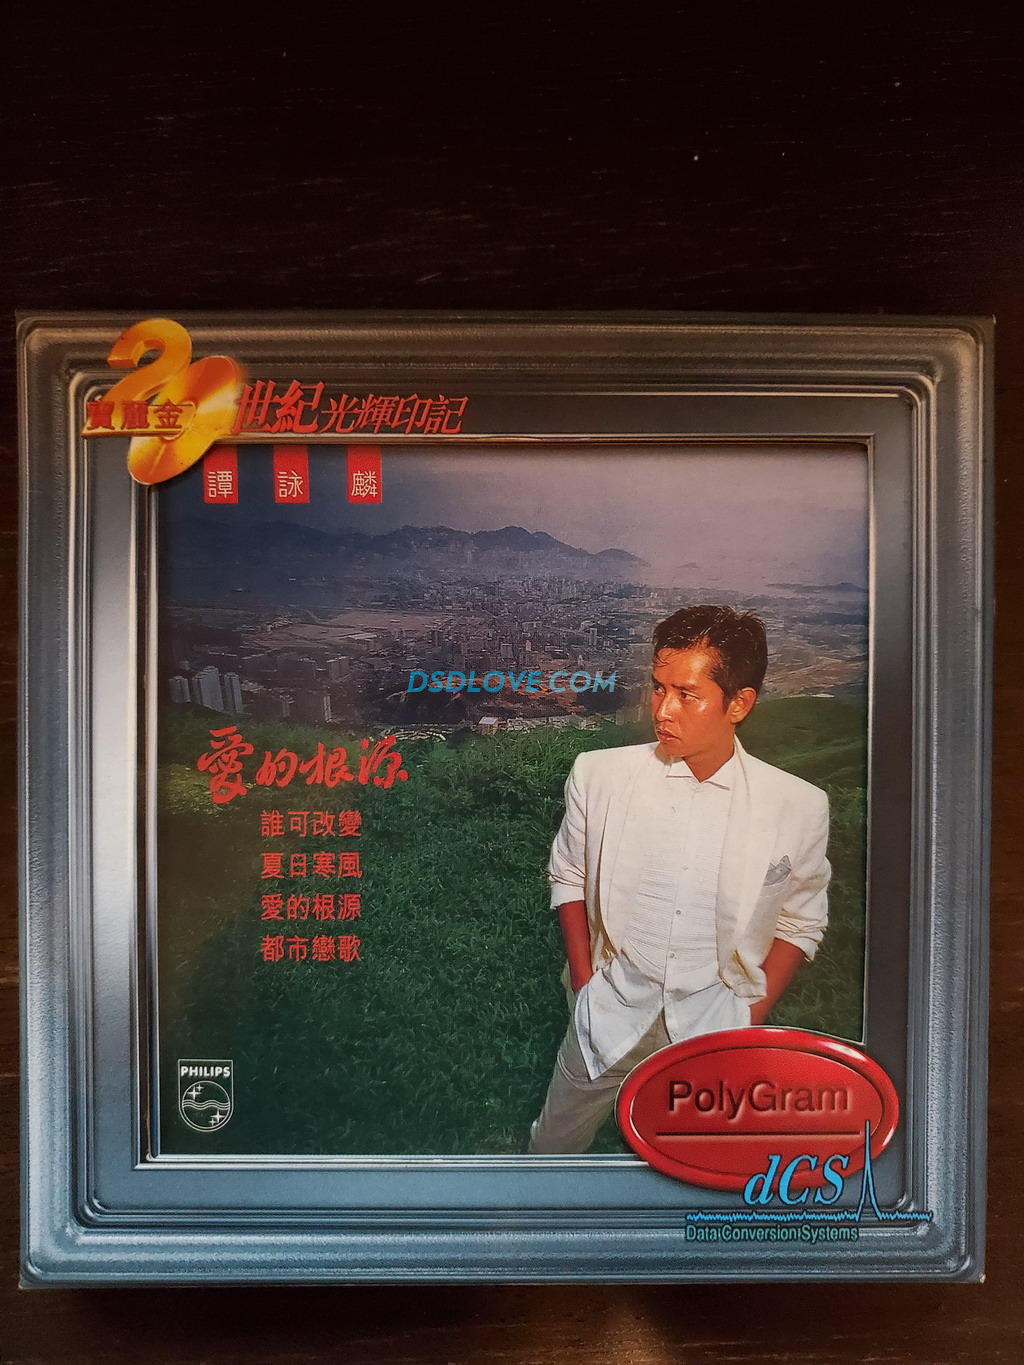 20
寶麗金
世紀光輝印記
譚詠麟
DSDLOVE.COM
愛的根源
誰可改變
夏日寒風
愛的根源
都市戀歌
PHILIPS
PolyGram
dCS
Data Conversion Systems